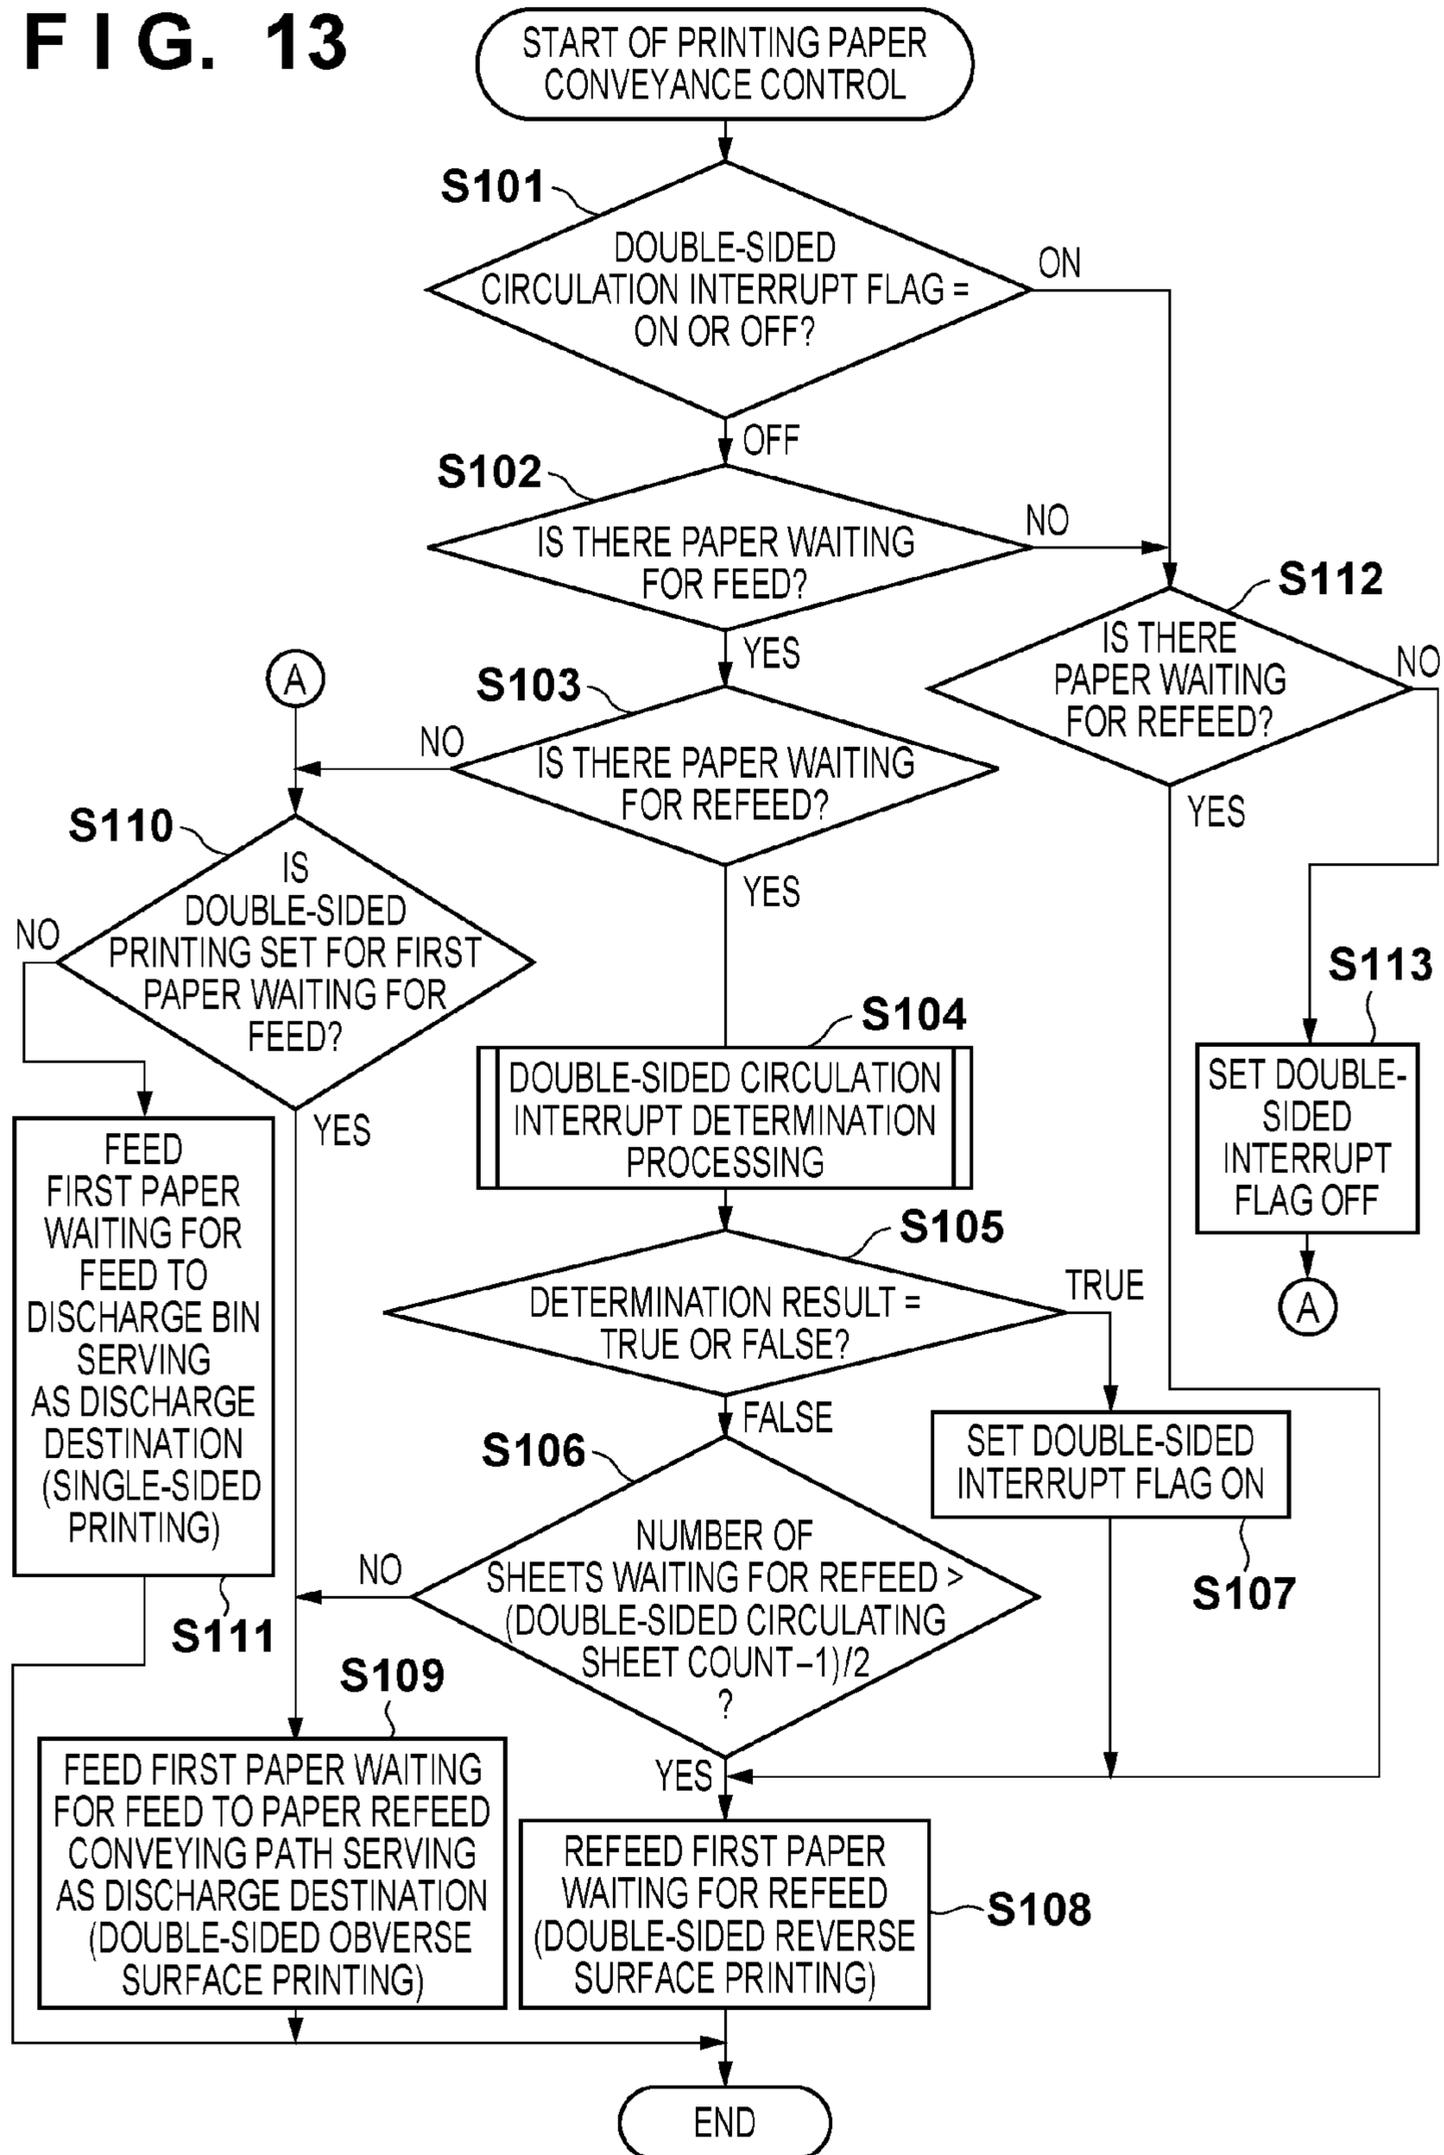 FIG. 13
START OF PRINTING PAPER
CONVEYANCE CONTROL
S101
DOUBLE-SIDED
CIRCULATION INTERRUPT FLAG =
ON OR OFF?
ON
OFF
S102
IS THERE PAPER WAITING
FOR FEED?
NO
YES
S112
IS THERE
PAPER WAITING
FOR REFEED?
NO
YES
A
S103
IS THERE PAPER WAITING
FOR REFEED?
NO
YES
S110
IS
DOUBLE-SIDED
PRINTING SET FOR FIRST
PAPER WAITING FOR
FEED?
NO
YES
S113
SET DOUBLE-
SIDED
INTERRUPT
FLAG OFF
A
S104
DOUBLE-SIDED CIRCULATION
INTERRUPT DETERMINATION
PROCESSING
FEED
FIRST PAPER
WAITING FOR
FEED TO
DISCHARGE BIN
SERVING
AS DISCHARGE
DESTINATION
(SINGLE-SIDED
PRINTING)
S111
S105
DETERMINATION RESULT =
TRUE OR FALSE?
TRUE
FALSE
S106
NUMBER OF
SHEETS WAITING FOR REFEED >
(DOUBLE-SIDED CIRCULATING
SHEET COUNT–1)/2
?
NO
YES
SET DOUBLE-SIDED
INTERRUPT FLAG ON
S107
S109
FEED FIRST PAPER WAITING
FOR FEED TO PAPER REFEED
CONVEYING PATH SERVING
AS DISCHARGE DESTINATION
(DOUBLE-SIDED OBVERSE
SURFACE PRINTING)
REFEED FIRST PAPER
WAITING FOR REFEED
(DOUBLE-SIDED REVERSE
SURFACE PRINTING)
S108
END